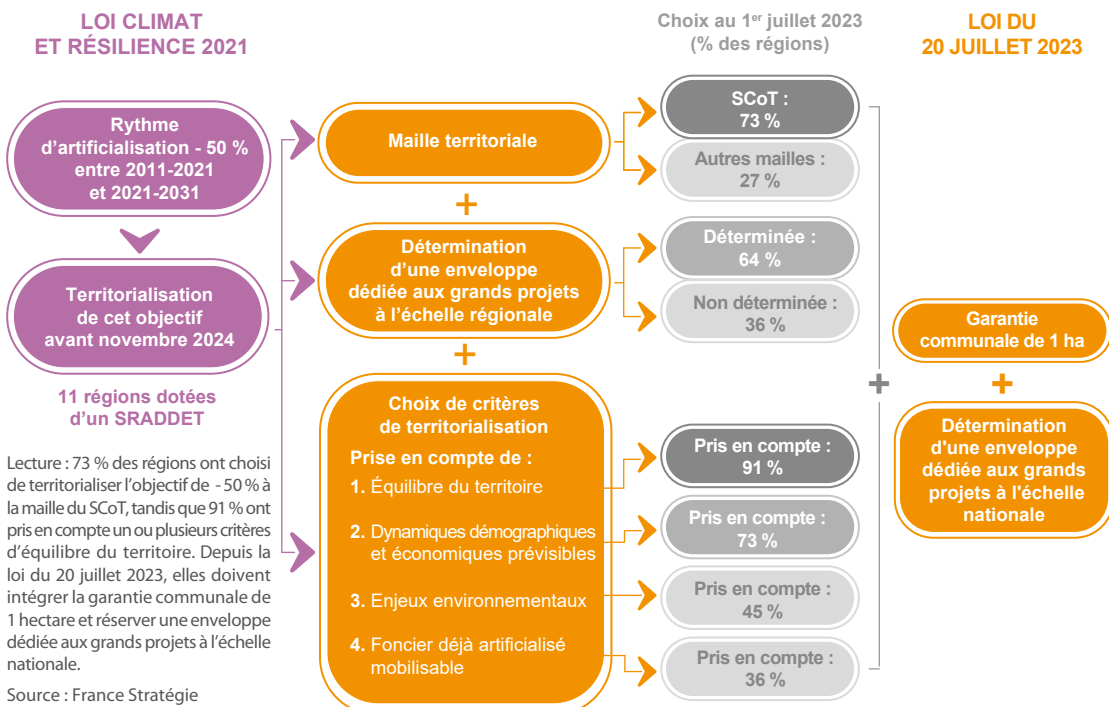 LOI CLIMAT
ET RÉSILIENCE 2021
Rythme
d'artificialisation - 50 %
entre 2011-2021
et 2021-2031
Territorialisation
de cet objectif
avant novembre 2024
11 régions dotées
d'un SRADDET
Lecture : 73 % des régions ont choisi
de territorialiser l'objectif de - 50 % à
la maille du SCoT, tandis que 91 % ont
pris en compte un ou plusieurs critères
d'équilibre du territoire. Depuis la
loi du 20 juillet 2023, elles doivent
intégrer la garantie communale de
1 hectare et réserver une enveloppe
dédiée aux grands projets à l'échelle
nationale.
Source : France Stratégie
Maille territoriale
+
Détermination
d'une enveloppe
dédiée aux grands projets
à l'échelle régionale
+
Choix de critères
de territorialisation
Prise en compte de :
1. Équilibre du territoire
2. Dynamiques démographiques
et économiques prévisibles
3. Enjeux environnementaux
4. Foncier déjà artificialisé
mobilisable
Choix au 1er juillet 2023
(% des régions)
SCoT :
73 %
Autres mailles :
27 %
Déterminée :
64 %
Non déterminée :
36 %
Pris en compte :
91 %
Pris en compte :
73 %
Pris en compte :
45 %
Pris en compte :
36 %
+
LOI DU
20 JUILLET 2023
Garantie
communale de 1 ha
+
Détermination
d'une enveloppe
dédiée aux grands
projets à l'échelle
nationale